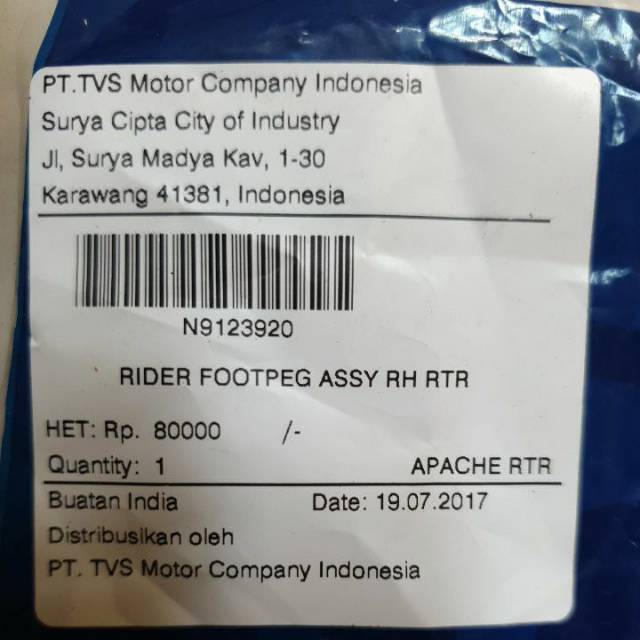 PT.TVS Motor Company Indonesia
Surya Cipta City of Industry
Jl, Surya Madya Kav, 1-30
Karawang 41381, Indonesia
N9123920
RIDER FOOTPEG ASSY RH RTR
HET: Rp. 80000 /-
Quantity: 1 APACHE RTR
Buatan India Date: 19.07.2017
Distribusikan oleh
PT. TVS Motor Company Indonesia